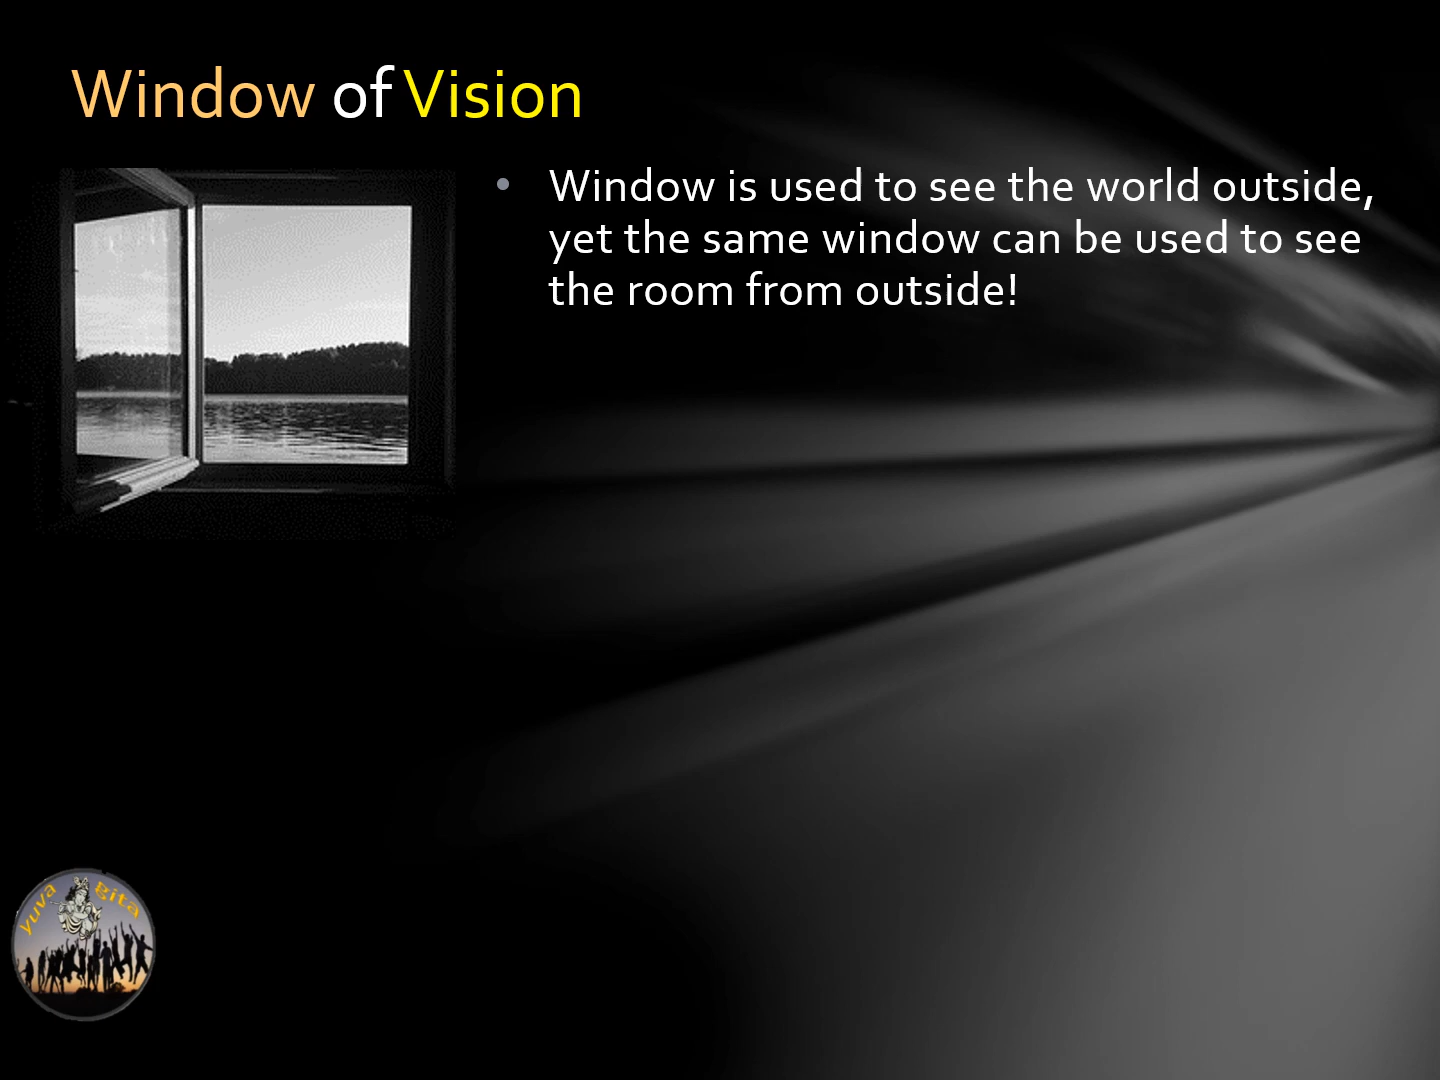 Window of Vision
• Window is used to see the world outside,
yet the same window can be used to see
the room from outside!
yuva gita